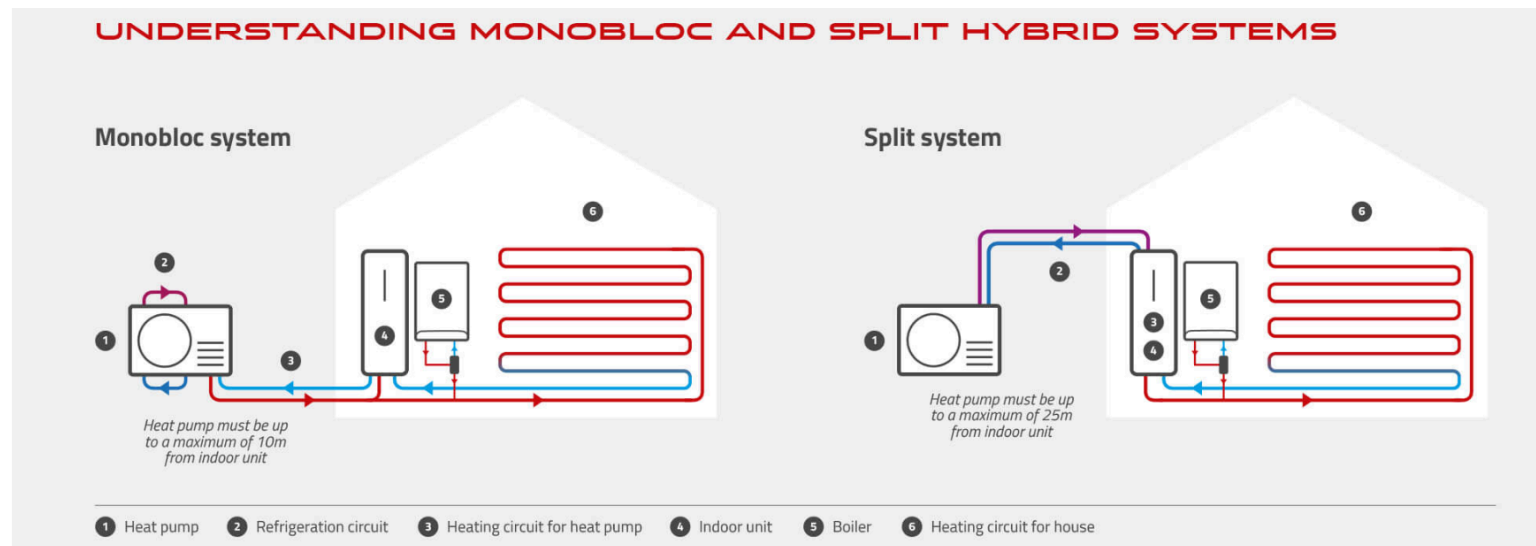 UNDERSTANDING MONOBLOC AND SPLIT HYBRID SYSTEMS
Monobloc system
6
2
5
1
4
3
Heat pump must be up
to a maximum of 10m
from indoor unit
Split system
6
2
5
3
1
4
Heat pump must be up
to a maximum of 25m
from indoor unit
1 Heat pump 2 Refrigeration circuit 3 Heating circuit for heat pump 4 Indoor unit 5 Boiler 6 Heating circuit for house